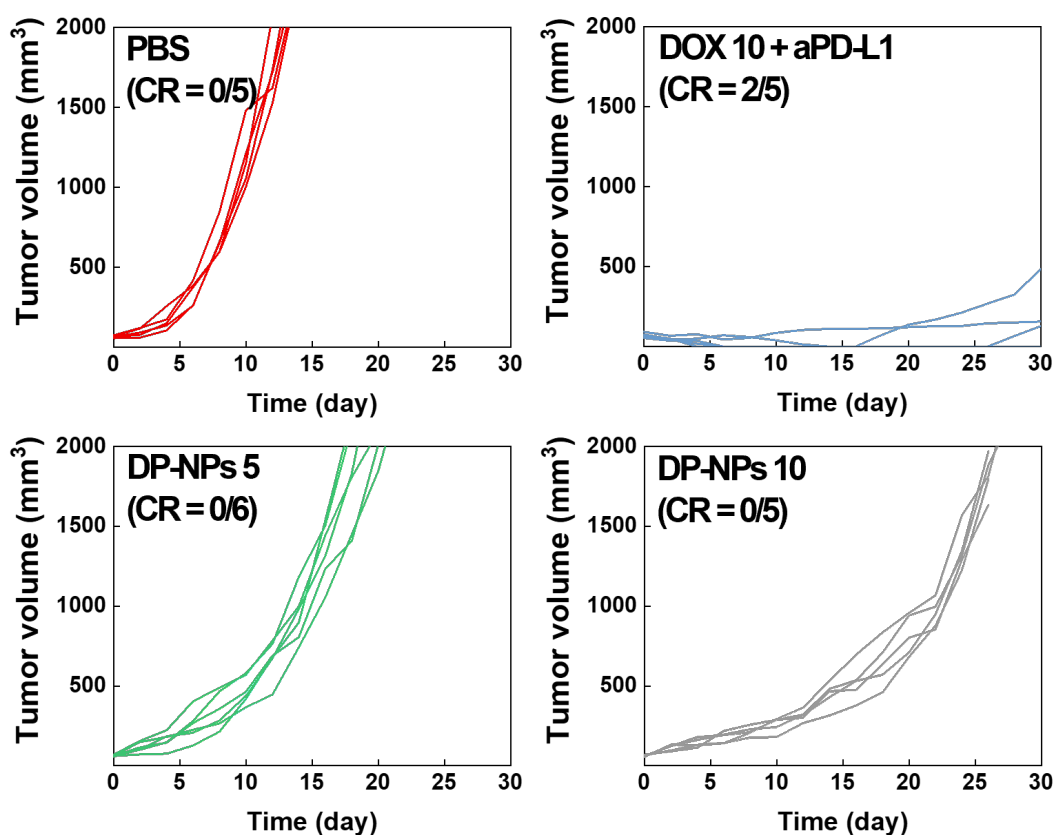 PBS
(CR = 0/5)
Tumor volume (mm³)
2000
1500
1000
500
0 5 10 15 20 25 30
Time (day)
DOX 10 + aPD-L1
(CR = 2/5)
Tumor volume (mm³)
2000
1500
1000
500
0 5 10 15 20 25 30
Time (day)
DP-NPs 5
(CR = 0/6)
Tumor volume (mm³)
2000
1500
1000
500
0 5 10 15 20 25 30
Time (day)
DP-NPs 10
(CR = 0/5)
Tumor volume (mm³)
2000
1500
1000
500
0 5 10 15 20 25 30
Time (day)